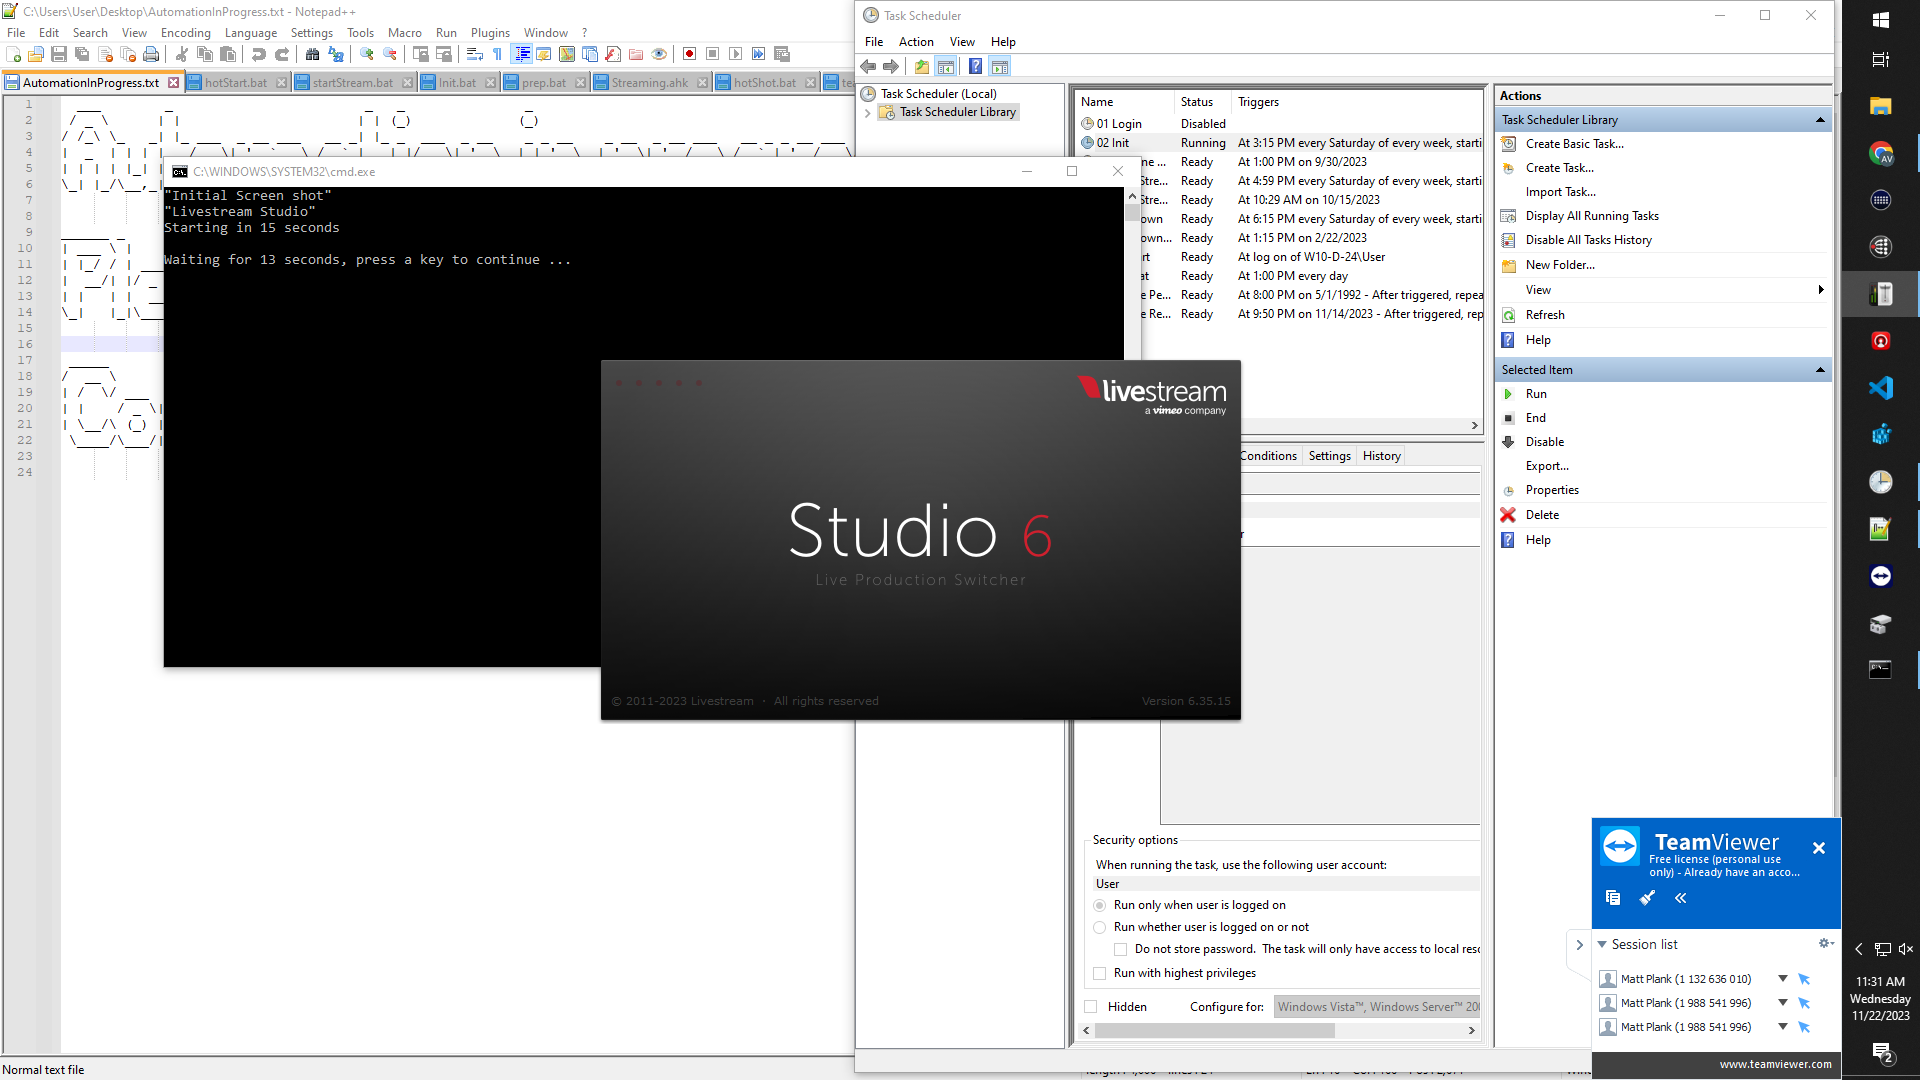 C:\Users\User\Desktop\AutomationInProgress.txt - Notepad++
File Edit Search View Encoding Language Settings Tools Macro Run Plugins Window ?
AutomationInProgress.txt hotStart.bat startStream.bat Init.bat prep.bat Streaming.ahk hotShot.bat
1
2
3
4
5
6
7
8
9
10
11
12
13
14
15
16
17
18
19
20
21
22
23
24
Normal text file
C:\WINDOWS\SYSTEM32\cmd.exe
"Initial Screen shot"
"Livestream Studio"
Starting in 15 seconds
Waiting for 13 seconds, press a key to continue ...
livestream
a vimeo company
Studio 6
Live Production Switcher
© 2011-2023 Livestream · All rights reserved
Version 6.35.15
Task Scheduler
File Action View Help
Task Scheduler (Local)
Task Scheduler Library
Name Status Triggers
01 Login Disabled
02 Init Running At 3:15 PM every Saturday of every week, starti
ne ... Ready At 1:00 PM on 9/30/2023
Stre... Ready At 4:59 PM every Saturday of every week, starti
Stre... Ready At 10:29 AM on 10/15/2023
own Ready At 6:15 PM every Saturday of every week, starti
own... Ready At 1:15 PM on 2/22/2023
rt Ready At log on of W10-D-24\User
at Ready At 1:00 PM every day
e Pe... Ready At 8:00 PM on 5/1/1992 - After triggered, repea
e Re... Ready At 9:50 PM on 11/14/2023 - After triggered, rep
Conditions Settings History
Security options
When running the task, use the following user account:
User
Run only when user is logged on
Run whether user is logged on or not
Do not store password. The task will only have access to local reso
Run with highest privileges
Hidden Configure for: Windows Vista™, Windows Server™ 200
Actions
Task Scheduler Library
Create Basic Task...
Create Task...
Import Task...
Display All Running Tasks
Disable All Tasks History
New Folder...
View
Refresh
Help
Selected Item
Run
End
Disable
Export...
Properties
Delete
Help
TeamViewer
Free license (personal use
only) - Already have an acco...
Session list
Matt Plank (1 132 636 010)
Matt Plank (1 988 541 996)
Matt Plank (1 988 541 996)
www.teamviewer.com
AV
11:31 AM
Wednesday
11/22/2023
2